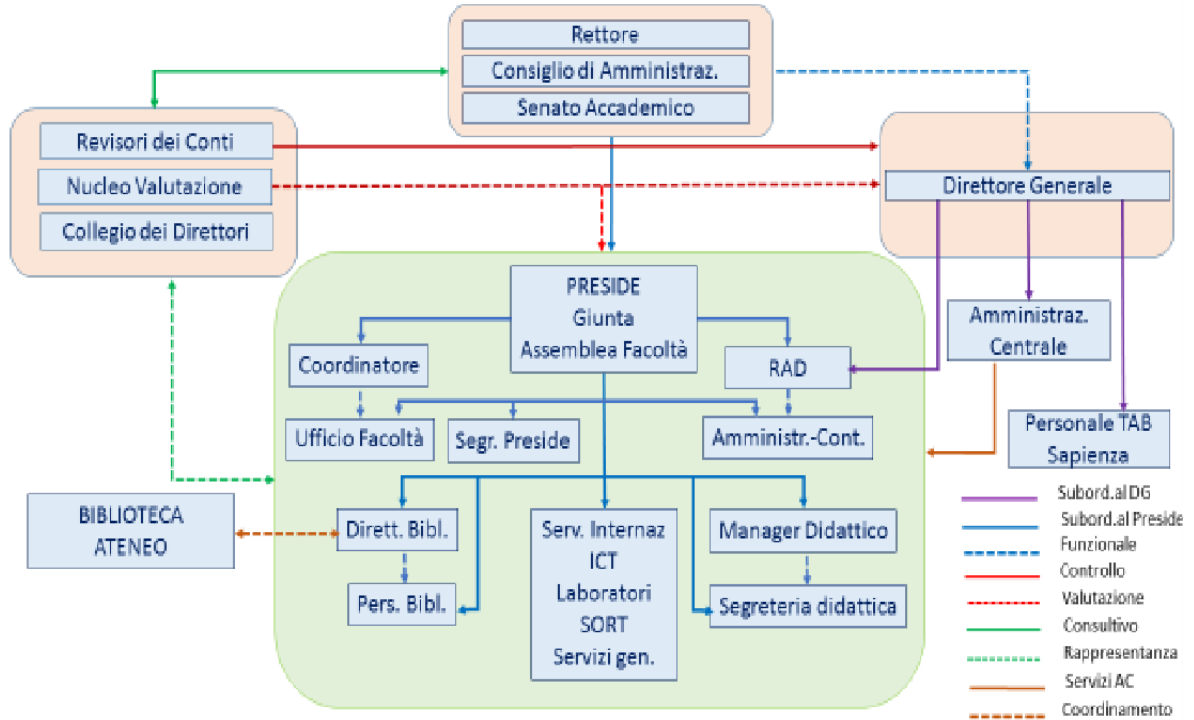 Rettore
Consiglio di Amministraz.
Senato Accademico
Revisori dei Conti
Nucleo Valutazione
Collegio dei Direttori
Direttore Generale
PRESIDE
Giunta
Assemblea Facoltà
Coordinatore
RAD
Amministraz.
Centrale
Ufficio Facoltà
Segr. Preside
Amministr.-Cont.
Personale TAB
Sapienza
BIBLIOTECA
ATENEO
Dirett. Bibl.
Pers. Bibl.
Serv. Internaz
ICT
Laboratori
SORT
Servizi gen.
Manager Didattico
Segreteria didattica
Subord.al DG
Subord.al Preside
Funzionale
Controllo
Valutazione
Consultivo
Rappresentanza
Servizi AC
Coordinamento